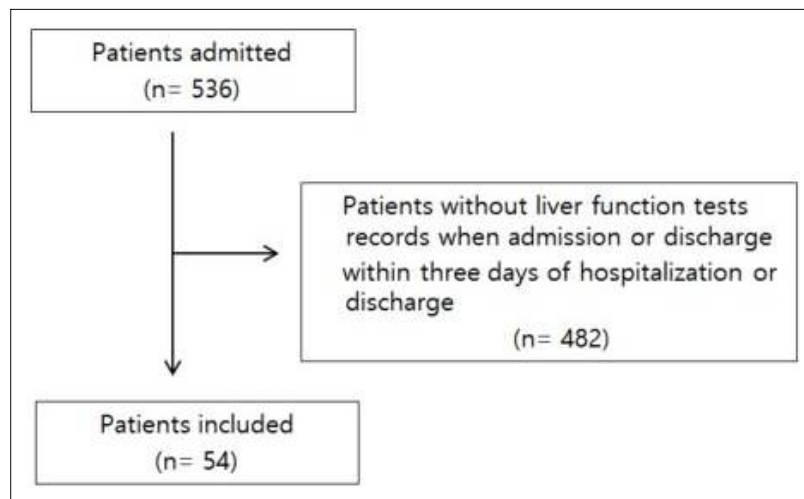 Patients admitted
(n= 536)
Patients without liver function tests
records when admission or discharge
within three days of hospitalization or
discharge
(n= 482)
Patients included
(n= 54)